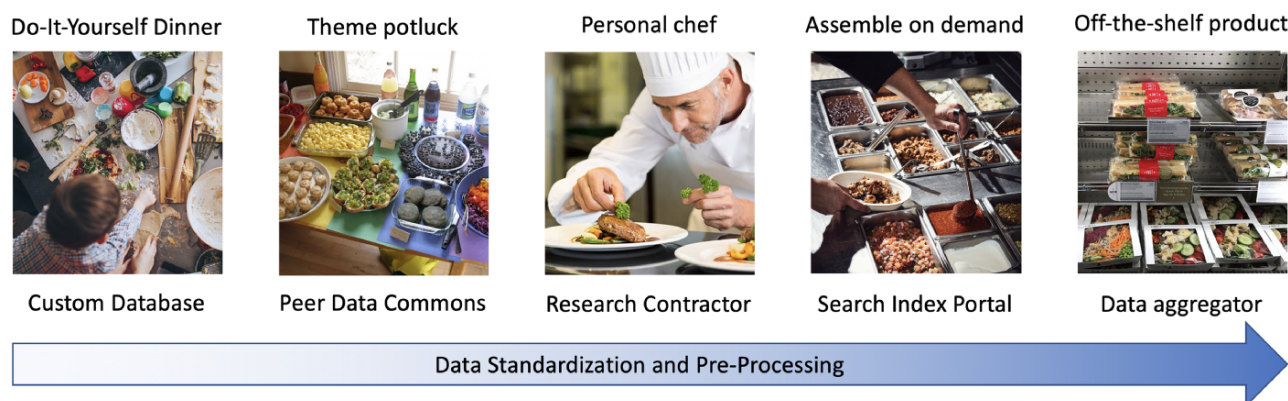 Do-It-Yourself Dinner
Theme potluck
Personal chef
Assemble on demand
Off-the-shelf product
Custom Database
Peer Data Commons
Research Contractor
Search Index Portal
Data aggregator
Data Standardization and Pre-Processing